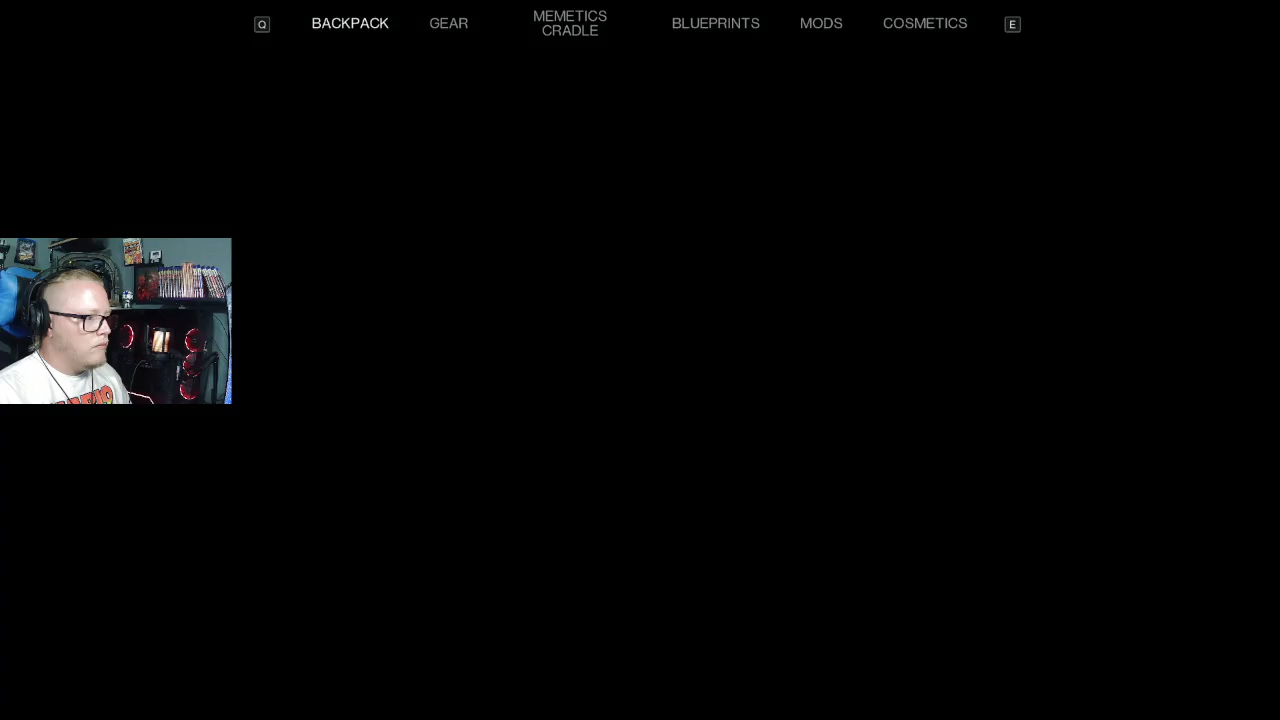 Q
BACKPACK
GEAR
MEMETICS
CRADLE
BLUEPRINTS
MODS
COSMETICS
E